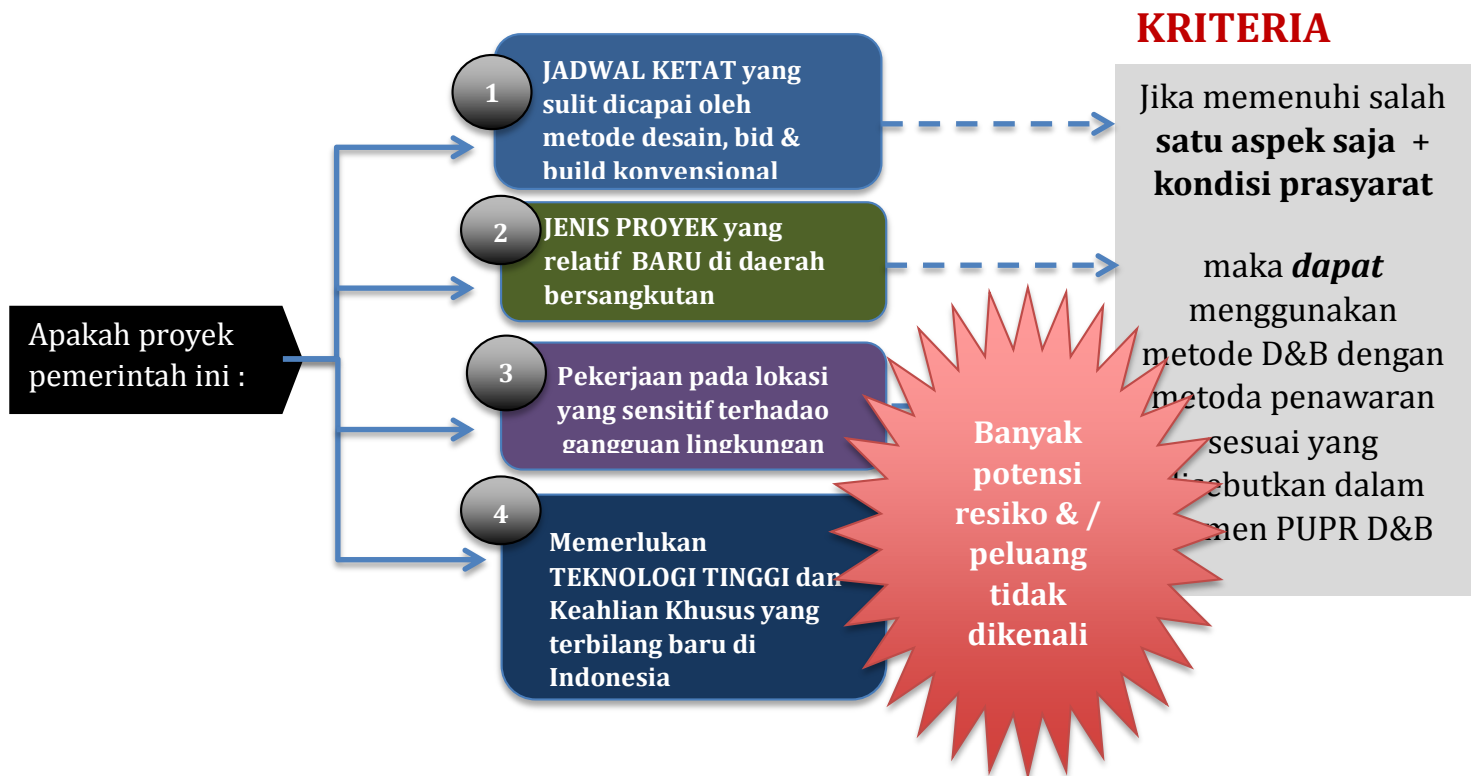 KRITERIA
Apakah proyek
pemerintah ini :
1
JADWAL KETAT yang
sulit dicapai oleh
metode desain, bid &
build konvensional
2
JENIS PROYEK yang
relatif BARU di daerah
bersangkutan
3
Pekerjaan pada lokasi
yang sensitif terhadao
gangguan lingkungan
4
Memerlukan
TEKNOLOGI TINGGI dan
Keahlian Khusus yang
terbilang baru di
Indonesia
Banyak
potensi
resiko & /
peluang
tidak
dikenali
Jika memenuhi salah
satu aspek saja +
kondisi prasyarat
maka dapat
menggunakan
metode D&B dengan
metoda penawaran
sesuai yang
disebutkan dalam
PUPR D&B